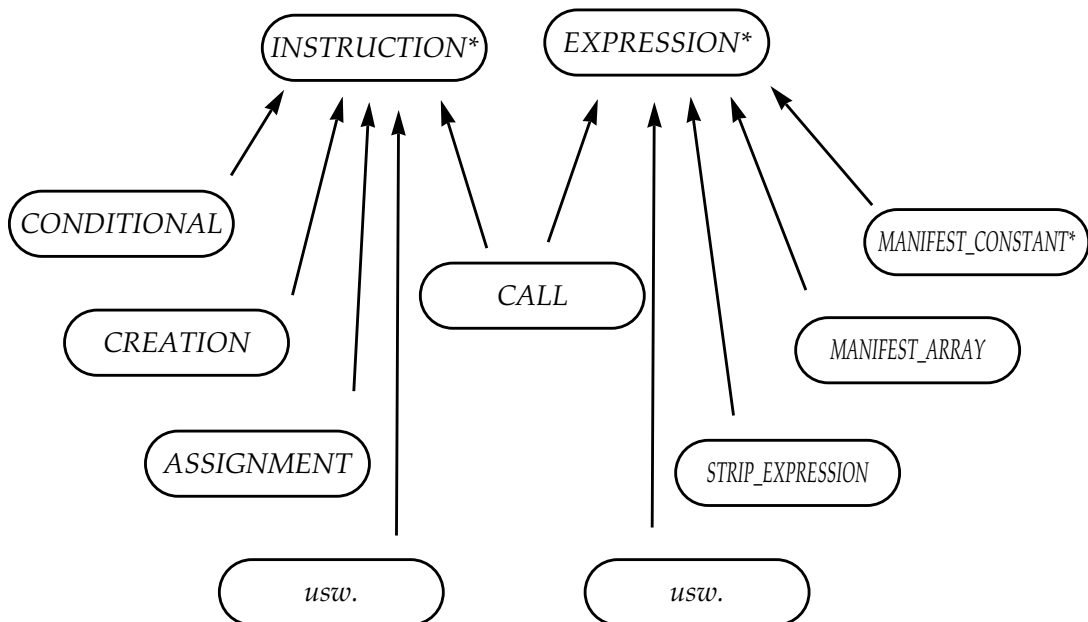 INSTRUCTION*
EXPRESSION*
CONDITIONAL
MANIFEST_CONSTANT*
CALL
CREATION
MANIFEST_ARRAY
ASSIGNMENT
STRIP_EXPRESSION
usw.
usw.